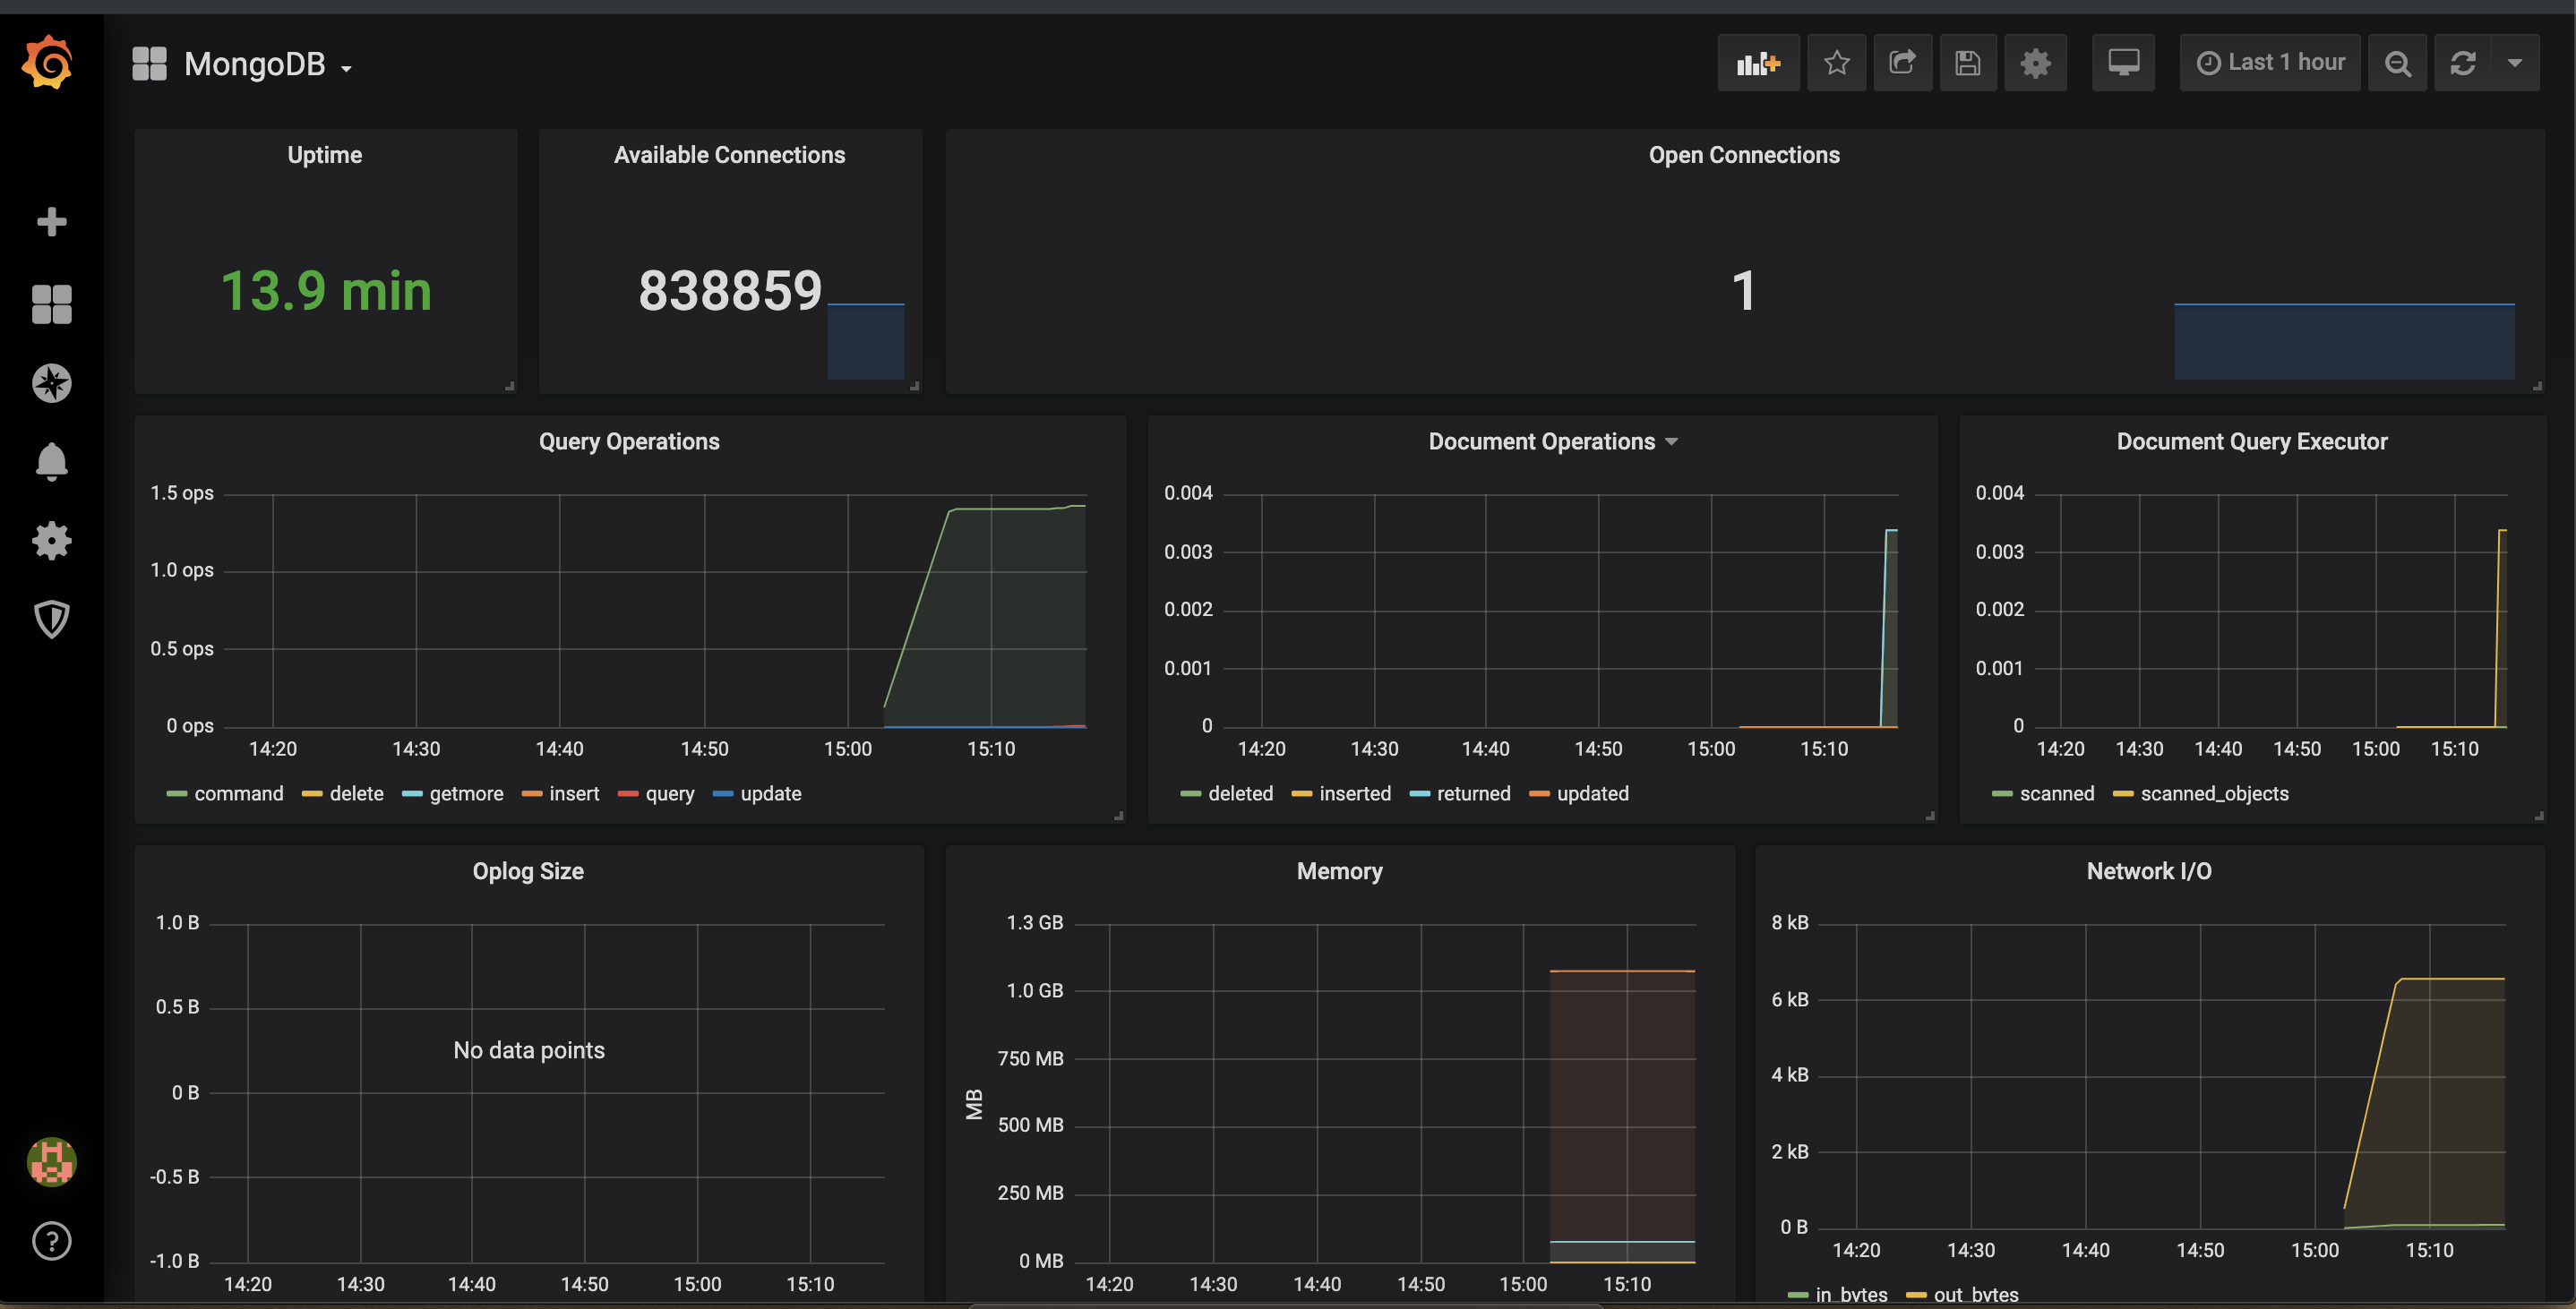 MongoDB
Last 1 hour
Uptime
Available Connections
Open Connections
13.9 min
838859
1
Query Operations
1.5 ops
1.0 ops
0.5 ops
0 ops
14:20 14:30 14:40 14:50 15:00 15:10
command delete getmore insert query update
Document Operations
0.004
0.003
0.002
0.001
0
14:20 14:30 14:40 14:50 15:00 15:10
deleted inserted returned updated
Document Query Executor
0.004
0.003
0.002
0.001
0
14:20 14:30 14:40 14:50 15:00 15:10
scanned scanned_objects
Oplog Size
1.0 B
0.5 B
0 B
-0.5 B
-1.0 B
No data points
14:20 14:30 14:40 14:50 15:00 15:10
Memory
MB
1.3 GB
1.0 GB
750 MB
500 MB
250 MB
0 MB
14:20 14:30 14:40 14:50 15:00 15:10
Network I/O
8 kB
6 kB
4 kB
2 kB
0 B
14:20 14:30 14:40 14:50 15:00 15:10
in_bytes out_bytes